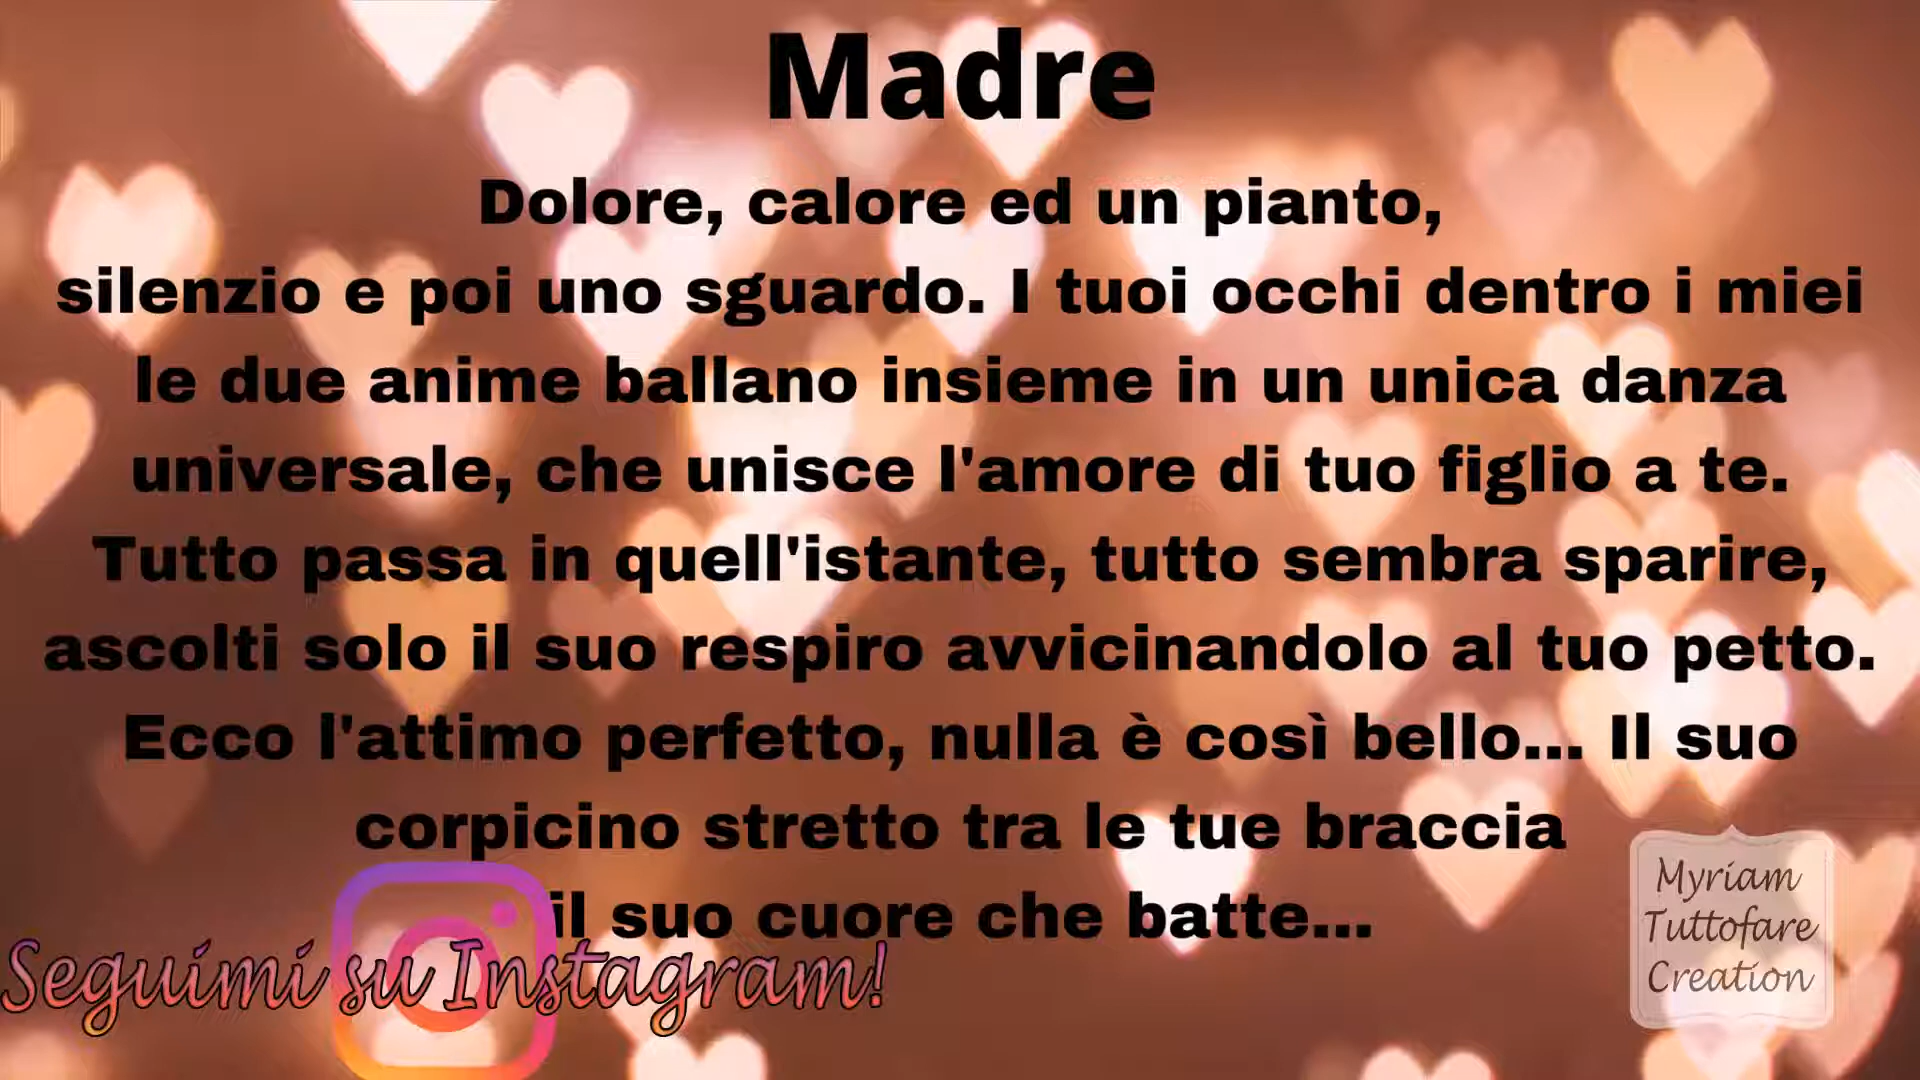 Madre
Dolore, calore ed un pianto,
silenzio e poi uno sguardo. I tuoi occhi dentro i miei
le due anime ballano insieme in un unica danza
universale, che unisce l'amore di tuo figlio a te.
Tutto passa in quell'istante, tutto sembra sparire,
ascolti solo il suo respiro avvicinandolo al tuo petto.
Ecco l'attimo perfetto, nulla è così bello... Il suo
corpicino stretto tra le tue braccia
il suo cuore che batte...
Seguimi su Instagram!
Myriam
Tuttofare
Creation